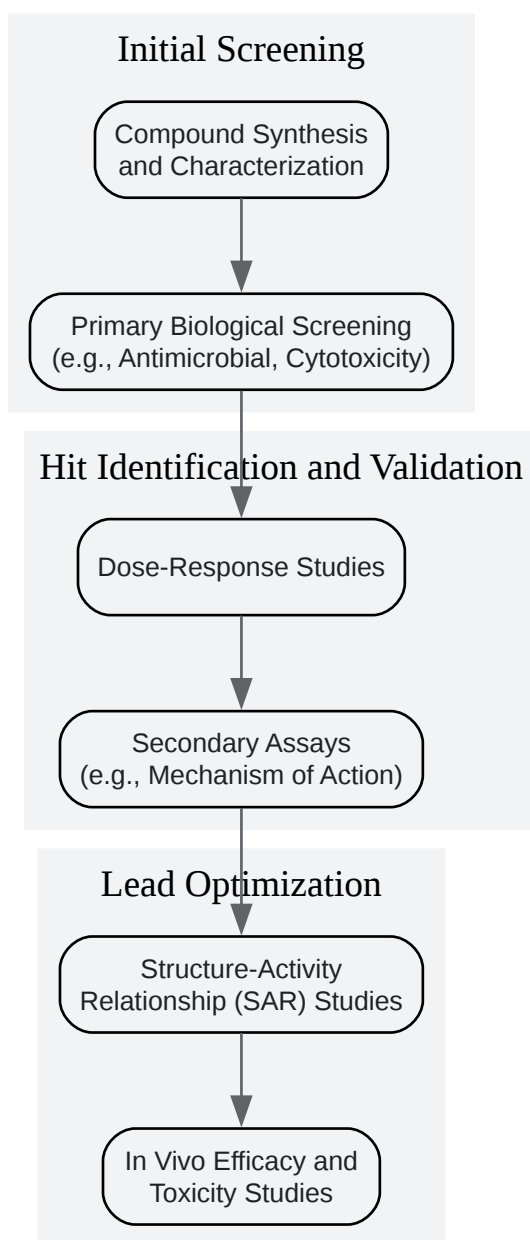 Initial Screening
Compound Synthesis
and Characterization
Primary Biological Screening
(e.g., Antimicrobial, Cytotoxicity)
Hit Identification and Validation
Dose-Response Studies
Secondary Assays
(e.g., Mechanism of Action)
Lead Optimization
Structure-Activity
Relationship (SAR) Studies
In Vivo Efficacy and
Toxicity Studies